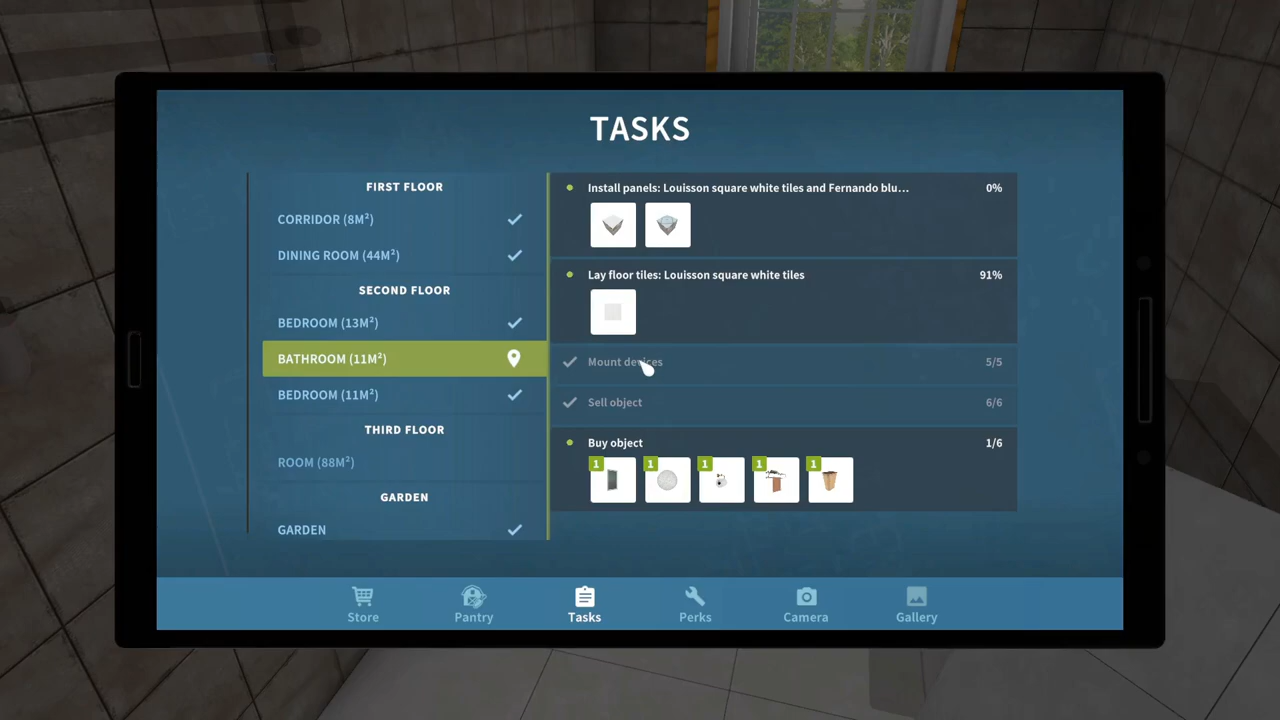 TASKS
FIRST FLOOR
CORRIDOR (8M²)
DINING ROOM (44M²)
SECOND FLOOR
BEDROOM (13M²)
BATHROOM (11M²)
BEDROOM (11M²)
THIRD FLOOR
ROOM (88M²)
GARDEN
GARDEN
Install panels: Louisson square white tiles and Fernando blu... 0%
Lay floor tiles: Louisson square white tiles 91%
Mount devices 5/5
Sell object 6/6
Buy object 1/6
1 1 1 1 1
Store Pantry Tasks Perks Camera Gallery